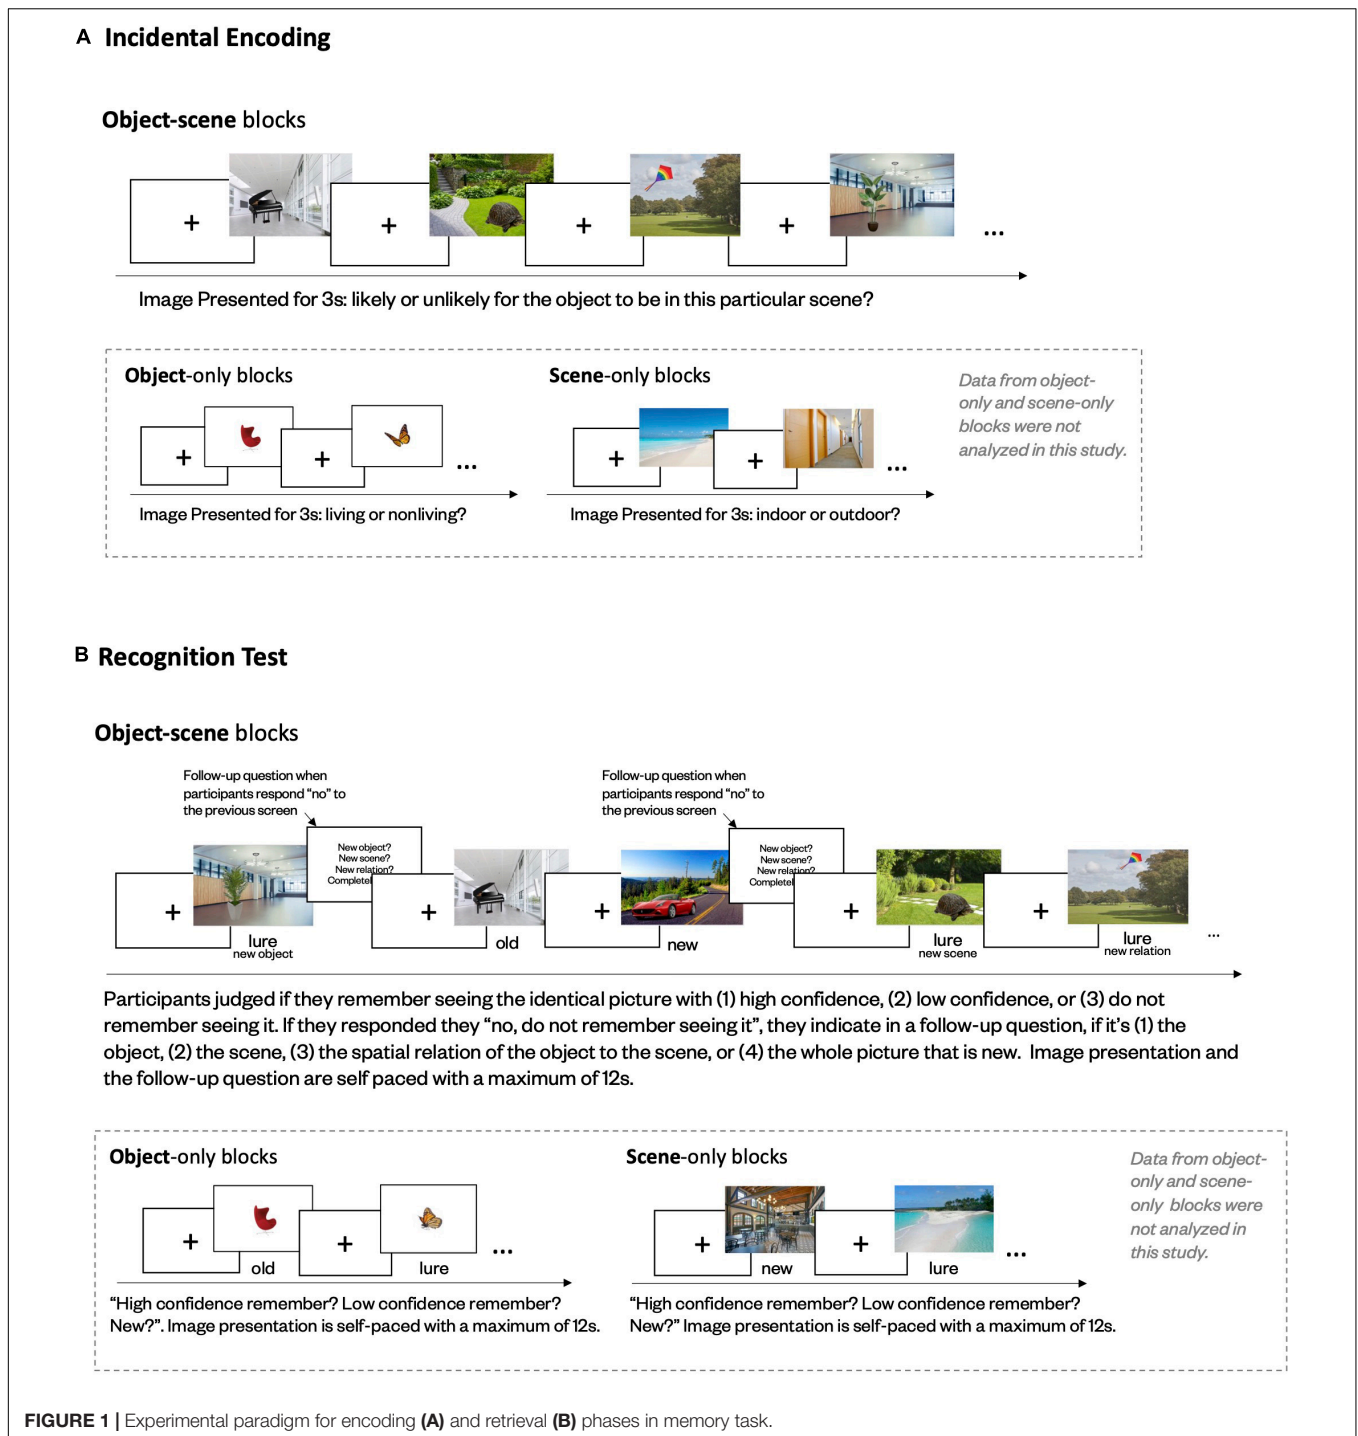 A Incidental Encoding
Object-scene blocks
+ + + + ...
Image Presented for 3s: likely or unlikely for the object to be in this particular scene?
Object-only blocks
+ + ...
Image Presented for 3s: living or nonliving?
Scene-only blocks
+ + ...
Image Presented for 3s: indoor or outdoor?
Data from object-
only and scene-only
blocks were not
analyzed in this study.
B Recognition Test
Object-scene blocks
Follow-up question when
participants respond “no” to
the previous screen
Follow-up question when
participants respond “no” to
the previous screen
New object?
New scene?
New relation?
New object?
New scene?
New relation?
+ + + + +
lure
new object
old
new
lure
new scene
lure
new relation
...
Participants judged if they remember seeing the identical picture with (1) high confidence, (2) low confidence, or (3) do not
remember seeing it. If they responded they “no, do not remember seeing it”, they indicate in a follow-up question, if it’s (1) the
object, (2) the scene, (3) the spatial relation of the object to the scene, or (4) the whole picture that is new. Image presentation and
the follow-up question are self paced with a maximum of 12s.
Object-only blocks
+ + ...
old
lure
“High confidence remember? Low confidence remember?
New?”. Image presentation is self-paced with a maximum of 12s.
Scene-only blocks
+ + ...
new
lure
“High confidence remember? Low confidence remember?
New?” Image presentation is self-paced with a maximum of 12s.
Data from object-
only and scene-
only blocks were
not analyzed in
this study.
FIGURE 1 | Experimental paradigm for encoding (A) and retrieval (B) phases in memory task.